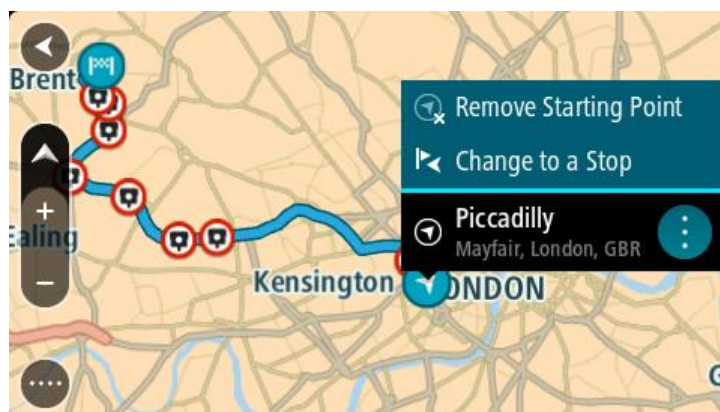 Brent
Remove Starting Point
Change to a Stop
Piccadilly
Mayfair, London, GBR
Ealing
Kensington
ONDON
G